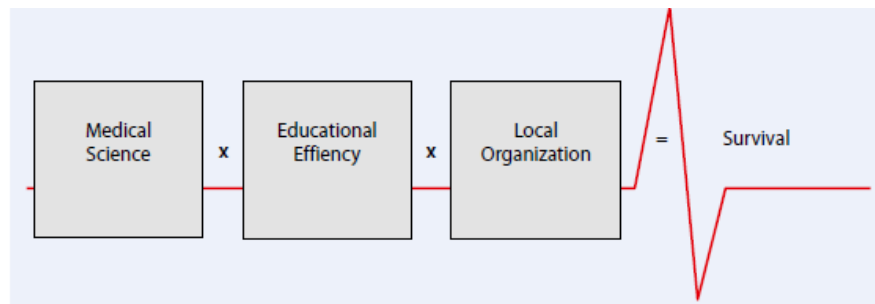 Medical
Science
x
Educational
Effiency
x
Local
Organization
=
Survival